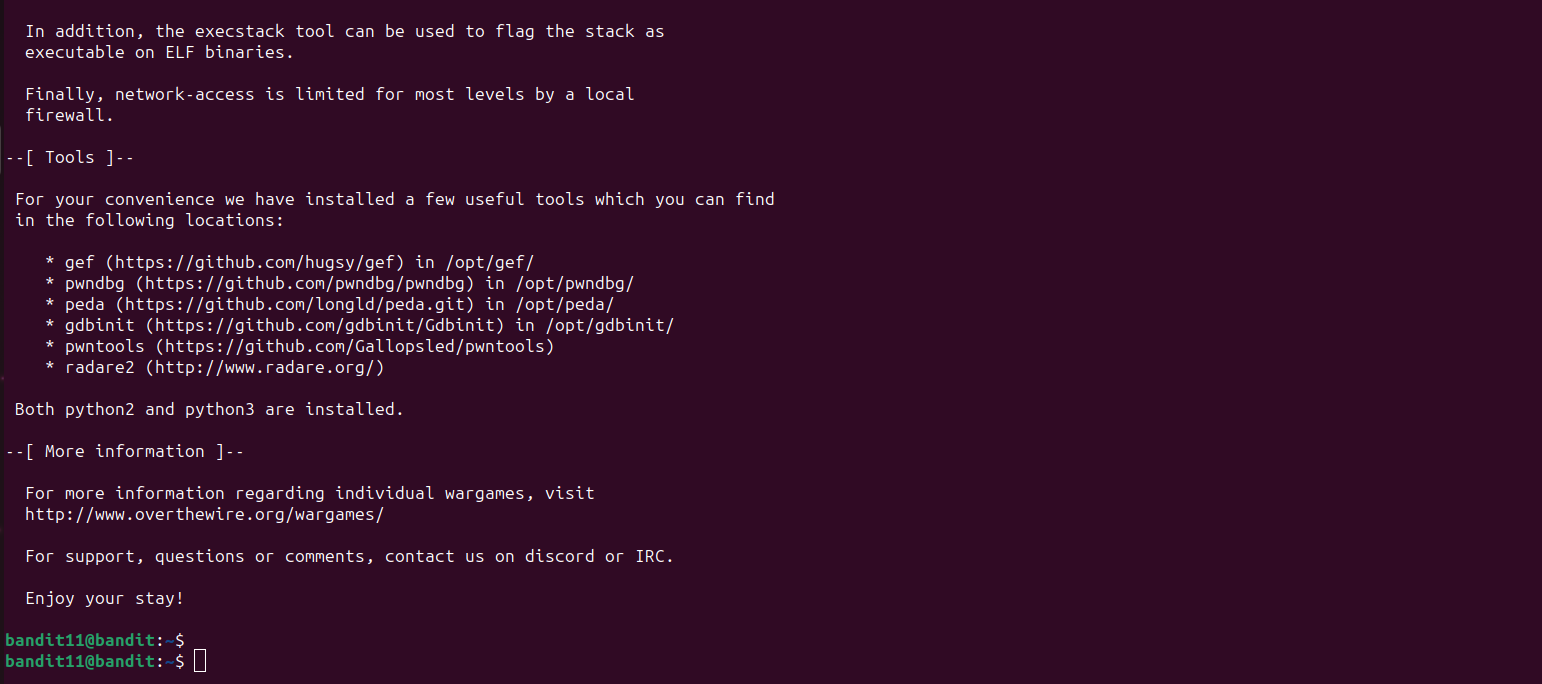 In addition, the execstack tool can be used to flag the stack as
executable on ELF binaries.
Finally, network-access is limited for most levels by a local
firewall.
--[ Tools ]--
For your convenience we have installed a few useful tools which you can find
in the following locations:
* gef (https://github.com/hugsy/gef) in /opt/gef/
* pwndbg (https://github.com/pwndbg/pwndbg) in /opt/pwndbg/
* peda (https://github.com/longld/peda.git) in /opt/peda/
* gdbinit (https://github.com/gdbinit/Gdbinit) in /opt/gdbinit/
* pwntools (https://github.com/Gallopsled/pwntools)
* radare2 (http://www.radare.org/)
Both python2 and python3 are installed.
--[ More information ]--
For more information regarding individual wargames, visit
http://www.overthewire.org/wargames/
For support, questions or comments, contact us on discord or IRC.
Enjoy your stay!
bandit11@bandit:~$
bandit11@bandit:~$